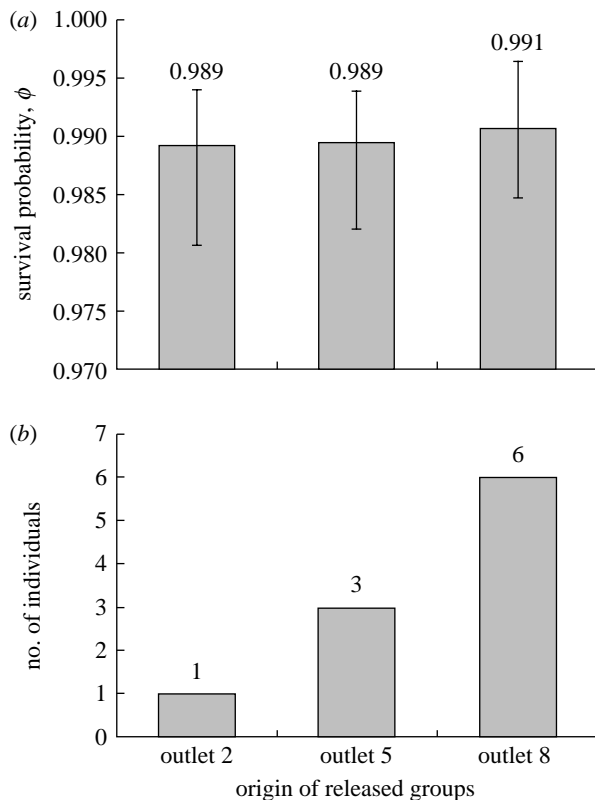 (a)
survival probability, ϕ
1.000
0.995
0.990
0.985
0.980
0.975
0.970
0.989
0.989
0.991
(b)
no. of individuals
7
6
5
4
3
2
1
0
1
3
6
outlet 2
outlet 5
outlet 8
origin of released groups